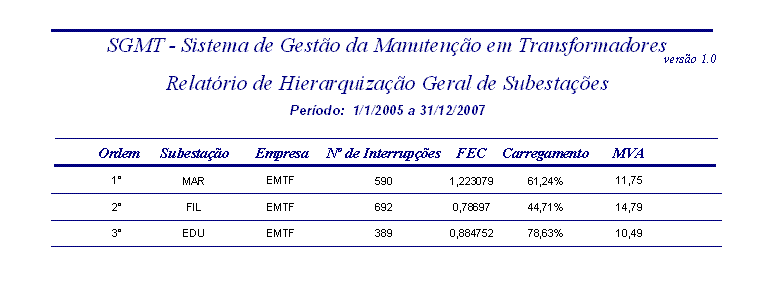 SGMT - Sistema de Gestão da Manutenção em Transformadores
versão 1.0
Relatório de Hierarquização Geral de Subestações
Período: 1/1/2005 a 31/12/2007
Ordem Subestação Empresa Nº de Interrupções FEC Carregamento MVA
1º MAR EMTF 590 1,223079 61,24% 11,75
2º FIL EMTF 692 0,78697 44,71% 14,79
3º EDU EMTF 389 0,884752 78,63% 10,49